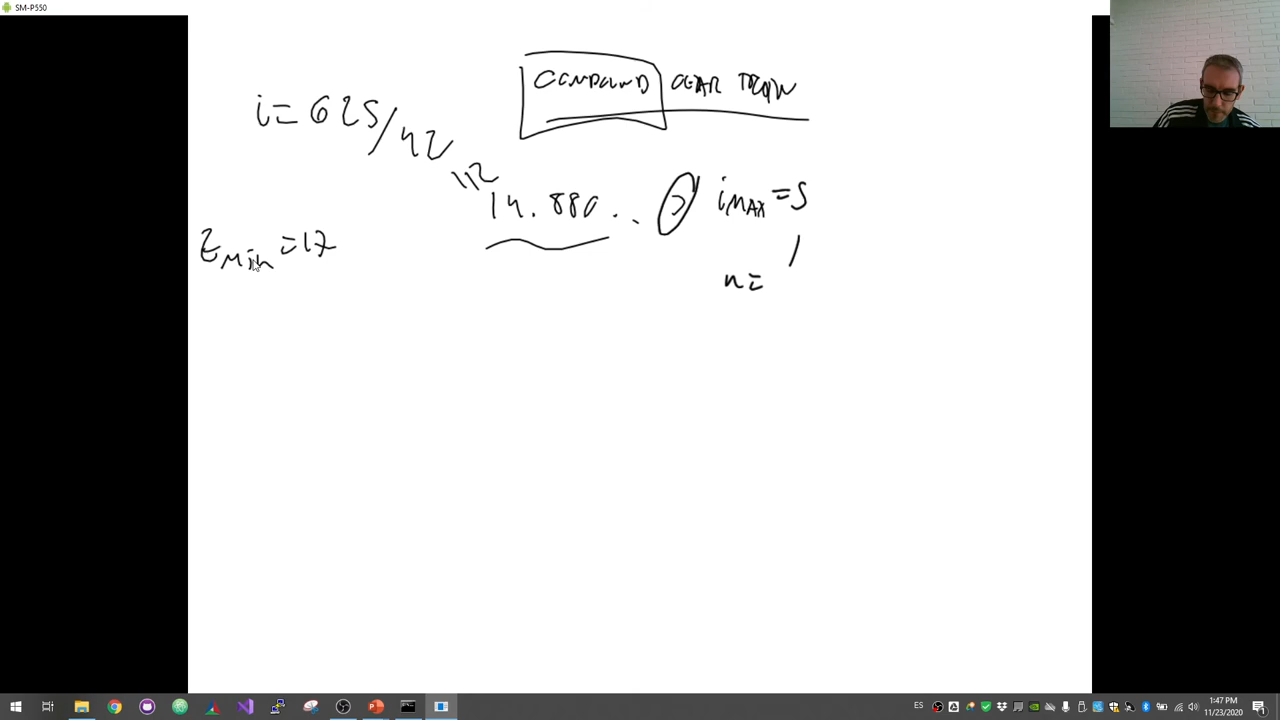 SM-P550
COMPOUND GEAR TRAIN
i = 625/42
14.880.. > iMAX = 5
Zmin = 17
n =
ES
1:47 PM
11/23/2020